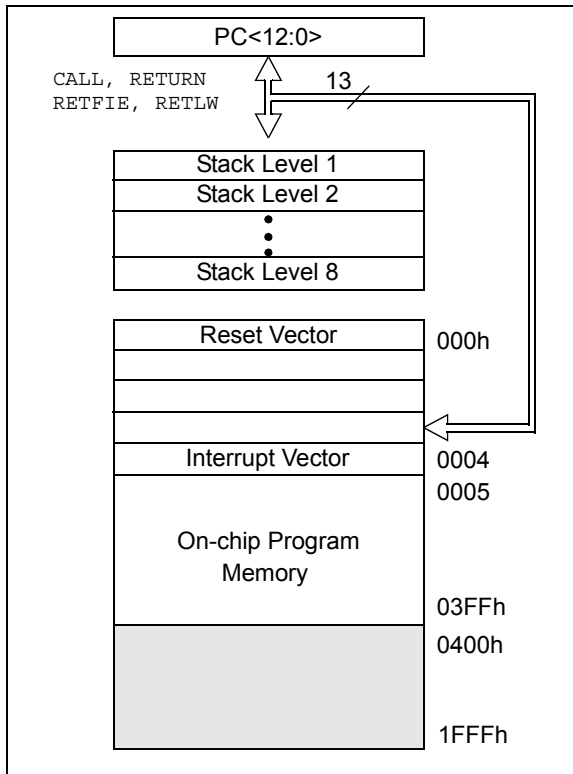 PC<12:0>
CALL, RETURN
RETFIE, RETLW
13
Stack Level 1
Stack Level 2
Stack Level 8
Reset Vector
000h
Interrupt Vector
0004
0005
On-chip Program
Memory
03FFh
0400h
1FFFh